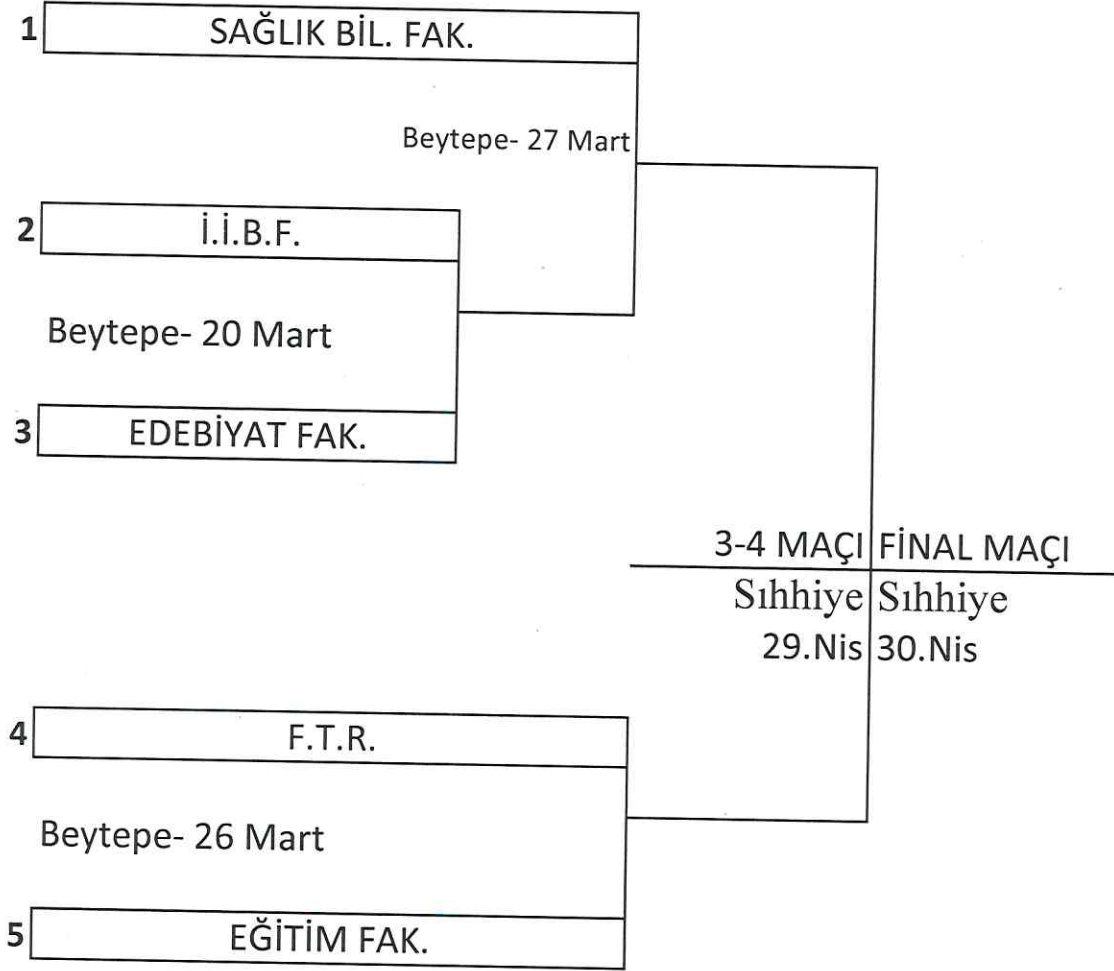 1 SAĞLIK BİL. FAK.
Beytepe- 27 Mart
2 İ.İ.B.F.
Beytepe- 20 Mart
3 EDEBİYAT FAK.
3-4 MAÇI FİNAL MAÇI
Sıhhiye Sıhhiye
29.Nis 30.Nis
4 F.T.R.
Beytepe- 26 Mart
5 EĞİTİM FAK.